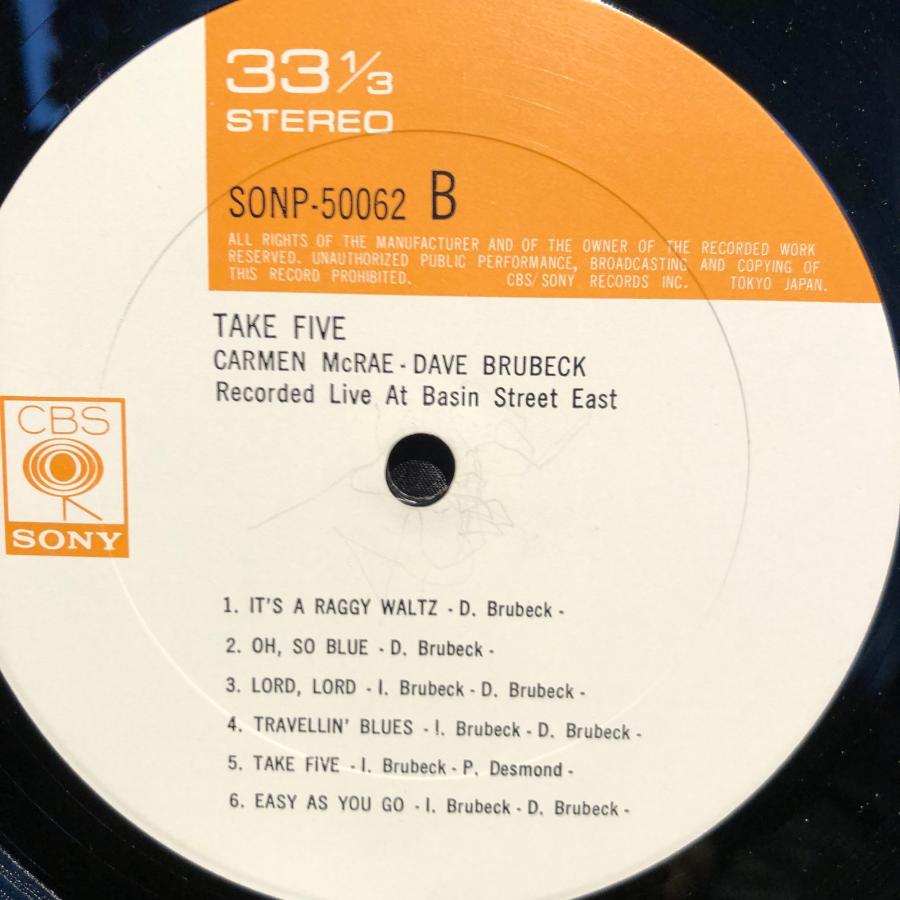 33 1/3
STEREO
SONP-50062 B
ALL RIGHTS OF THE MANUFACTURER AND OF THE OWNER OF THE RECORDED WORK
RESERVED. UNAUTHORIZED PUBLIC PERFORMANCE, BROADCASTING AND COPYING OF
THIS RECORD PROHIBITED. CBS/SONY RECORDS INC. TOKYO JAPAN.
TAKE FIVE
CARMEN McRAE - DAVE BRUBECK
Recorded Live At Basin Street East
CBS
SONY
1. IT'S A RAGGY WALTZ - D. Brubeck -
2. OH, SO BLUE - D. Brubeck -
3. LORD, LORD - I. Brubeck - D. Brubeck -
4. TRAVELLIN' BLUES - I. Brubeck - D. Brubeck -
5. TAKE FIVE - I. Brubeck - P. Desmond -
6. EASY AS YOU GO - I. Brubeck - D. Brubeck -